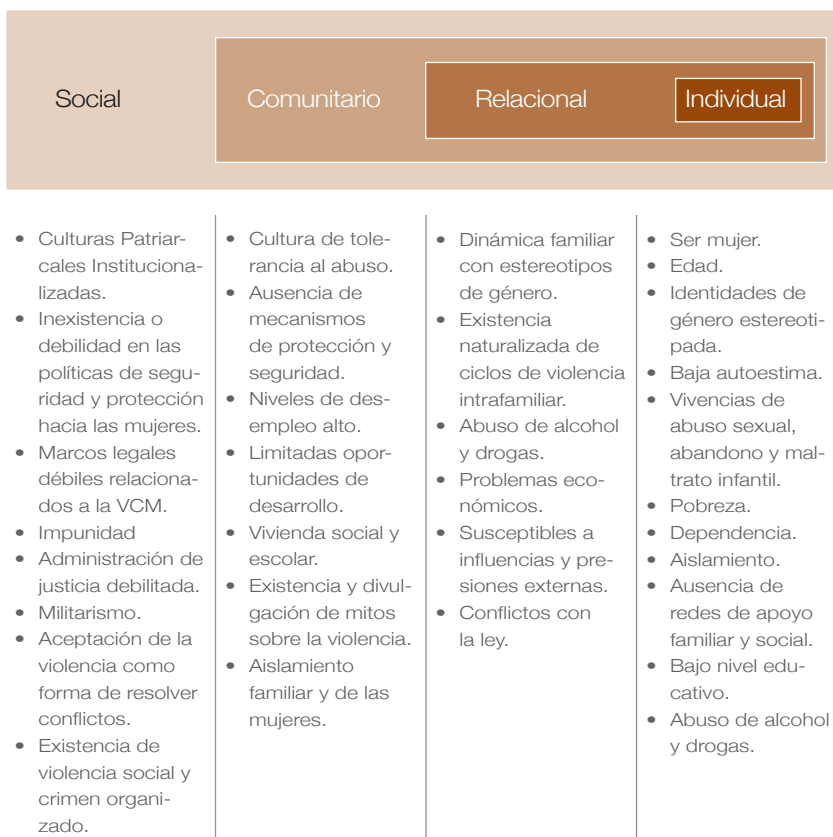 Social
Comunitario
Relacional
Individual
• Culturas Patriar-
cales Instituciona-
lizadas.
• Inexistencia o
debilidad en las
políticas de segu-
ridad y protección
hacia las mujeres.
• Marcos legales
débiles relaciona-
dos a la VCM.
• Impunidad
• Administración de
justicia debilitada.
• Militarismo.
• Aceptación de la
violencia como
forma de resolver
conflictos.
• Existencia de
violencia social y
crimen organi-
zado.
• Cultura de tole-
rancia al abuso.
• Ausencia de
mecanismos
de protección y
seguridad.
• Niveles de des-
empleo alto.
• Limitadas opor-
tunidades de
desarrollo.
• Vivienda social y
escolar.
• Existencia y divul-
gación de mitos
sobre la violencia.
• Aislamiento
familiar y de las
mujeres.
• Dinámica familiar
con estereotipos
de género.
• Existencia
naturalizada de
ciclos de violencia
intrafamiliar.
• Abuso de alcohol
y drogas.
• Problemas eco-
nómicos.
• Susceptibles a
influencias y pre-
siones externas.
• Conflictos con
la ley.
• Ser mujer.
• Edad.
• Identidades de
género estereoti-
pada.
• Baja autoestima.
• Vivencias de
abuso sexual,
abandono y mal-
trato infantil.
• Pobreza.
• Dependencia.
• Aislamiento.
• Ausencia de
redes de apoyo
familiar y social.
• Bajo nivel edu-
cativo.
• Abuso de alcohol
y drogas.